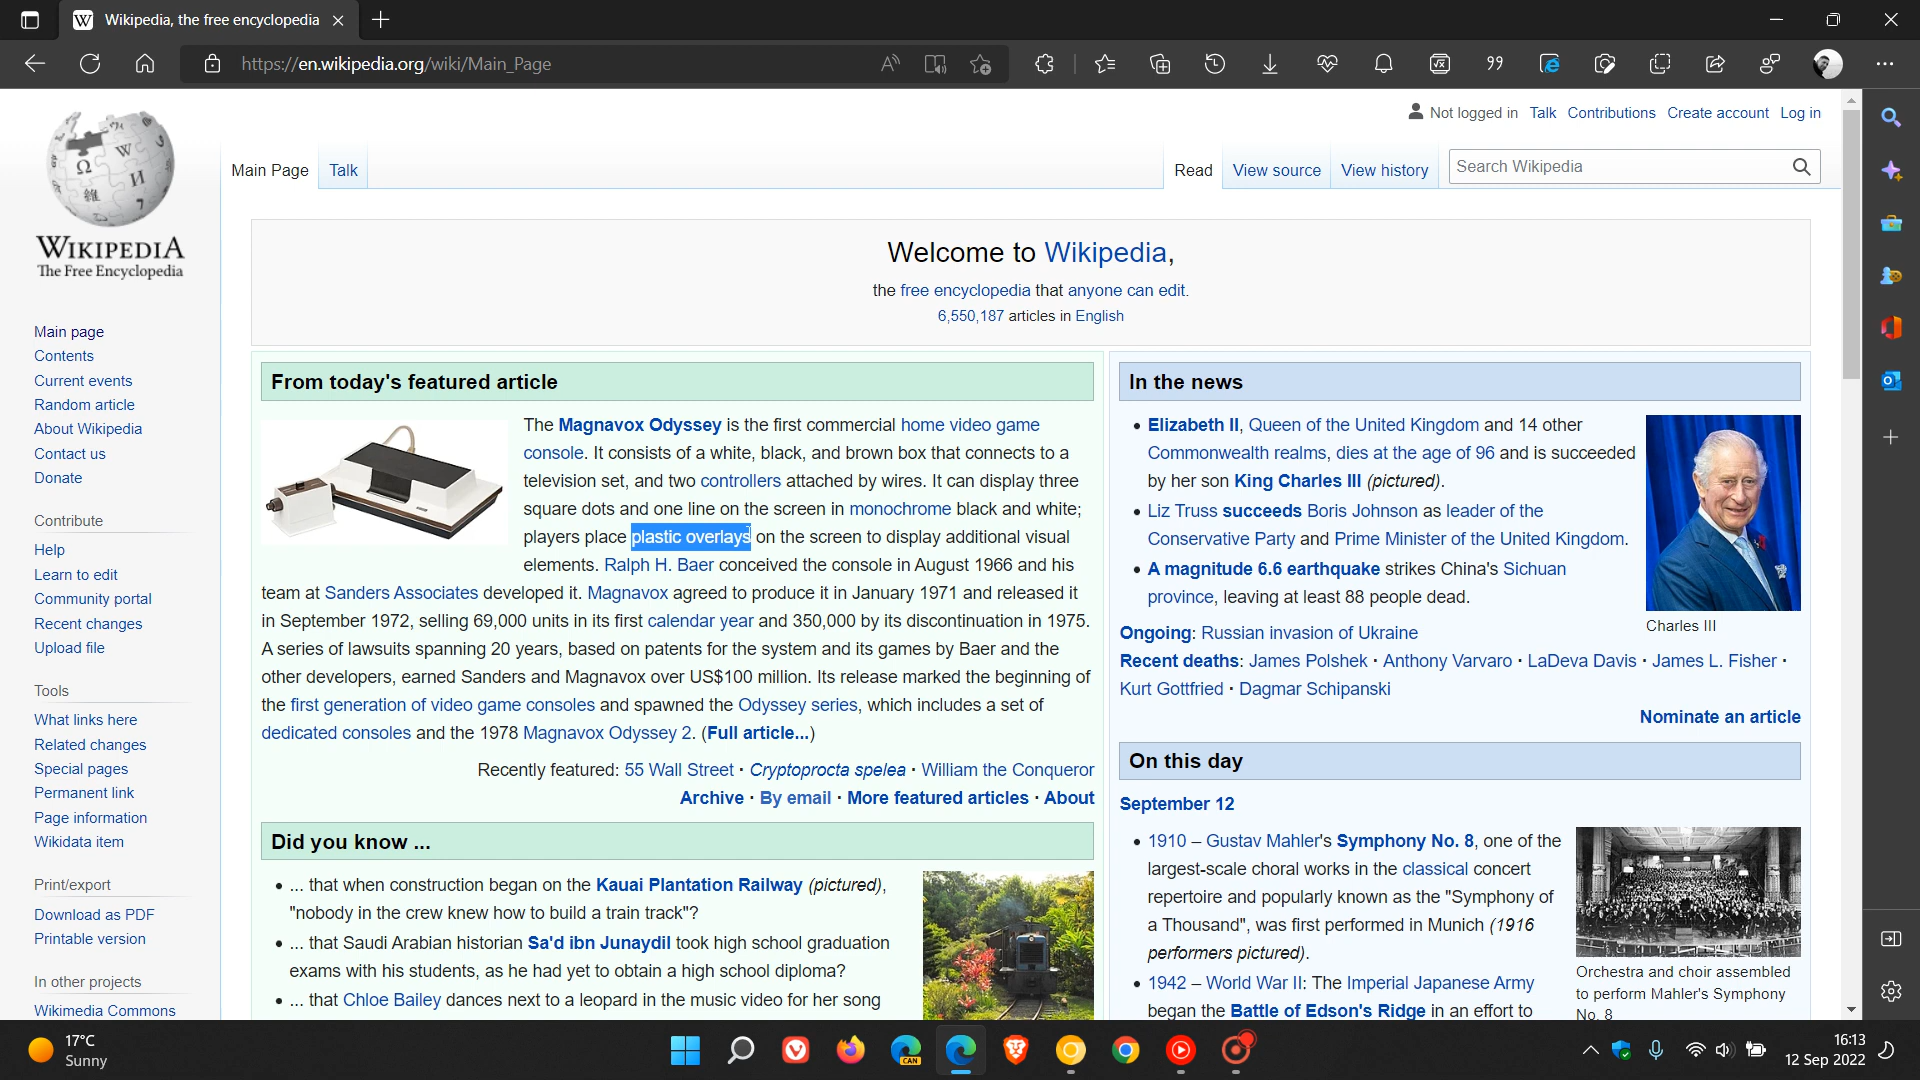 Wikipedia, the free encyclopedia
https://en.wikipedia.org/wiki/Main_Page
WIKIPEDIA
The Free Encyclopedia
Main page
Contents
Current events
Random article
About Wikipedia
Contact us
Donate
Contribute
Help
Learn to edit
Community portal
Recent changes
Upload file
Tools
What links here
Related changes
Special pages
Permanent link
Page information
Wikidata item
Print/export
Download as PDF
Printable version
In other projects
Wikimedia Commons
Not logged in Talk Contributions Create account Log in
Main Page Talk Read View source View history Search Wikipedia
Welcome to Wikipedia,
the free encyclopedia that anyone can edit.
6,550,187 articles in English
From today's featured article
The Magnavox Odyssey is the first commercial home video game
console. It consists of a white, black, and brown box that connects to a
television set, and two controllers attached by wires. It can display three
square dots and one line on the screen in monochrome black and white;
players place plastic overlays on the screen to display additional visual
elements. Ralph H. Baer conceived the console in August 1966 and his
team at Sanders Associates developed it. Magnavox agreed to produce it in January 1971 and released it
in September 1972, selling 69,000 units in its first calendar year and 350,000 by its discontinuation in 1975.
A series of lawsuits spanning 20 years, based on patents for the system and its games by Baer and the
other developers, earned Sanders and Magnavox over US$100 million. Its release marked the beginning of
the first generation of video game consoles and spawned the Odyssey series, which includes a set of
dedicated consoles and the 1978 Magnavox Odyssey 2. (Full article...)
Recently featured: 55 Wall Street · Cryptoprocta spelea · William the Conqueror
Archive · By email · More featured articles · About
Did you know ...
• ... that when construction began on the Kauai Plantation Railway (pictured),
"nobody in the crew knew how to build a train track"?
• ... that Saudi Arabian historian Sa'd ibn Junaydil took high school graduation
exams with his students, as he had yet to obtain a high school diploma?
• ... that Chloe Bailey dances next to a leopard in the music video for her song
In the news
• Elizabeth II, Queen of the United Kingdom and 14 other
Commonwealth realms, dies at the age of 96 and is succeeded
by her son King Charles III (pictured).
• Liz Truss succeeds Boris Johnson as leader of the
Conservative Party and Prime Minister of the United Kingdom.
• A magnitude 6.6 earthquake strikes China's Sichuan
province, leaving at least 88 people dead.
Charles III
Ongoing: Russian invasion of Ukraine
Recent deaths: James Polshek · Anthony Varvaro · LaDeva Davis · James L. Fisher ·
Kurt Gottfried · Dagmar Schipanski
Nominate an article
On this day
September 12
• 1910 – Gustav Mahler's Symphony No. 8, one of the
largest-scale choral works in the classical concert
repertoire and popularly known as the "Symphony of
a Thousand", was first performed in Munich (1916
performers pictured).
• 1942 – World War II: The Imperial Japanese Army
began the Battle of Edson's Ridge in an effort to
Orchestra and choir assembled
to perform Mahler's Symphony
No. 8
17°C
Sunny
CAN
16:13
12 Sep 2022